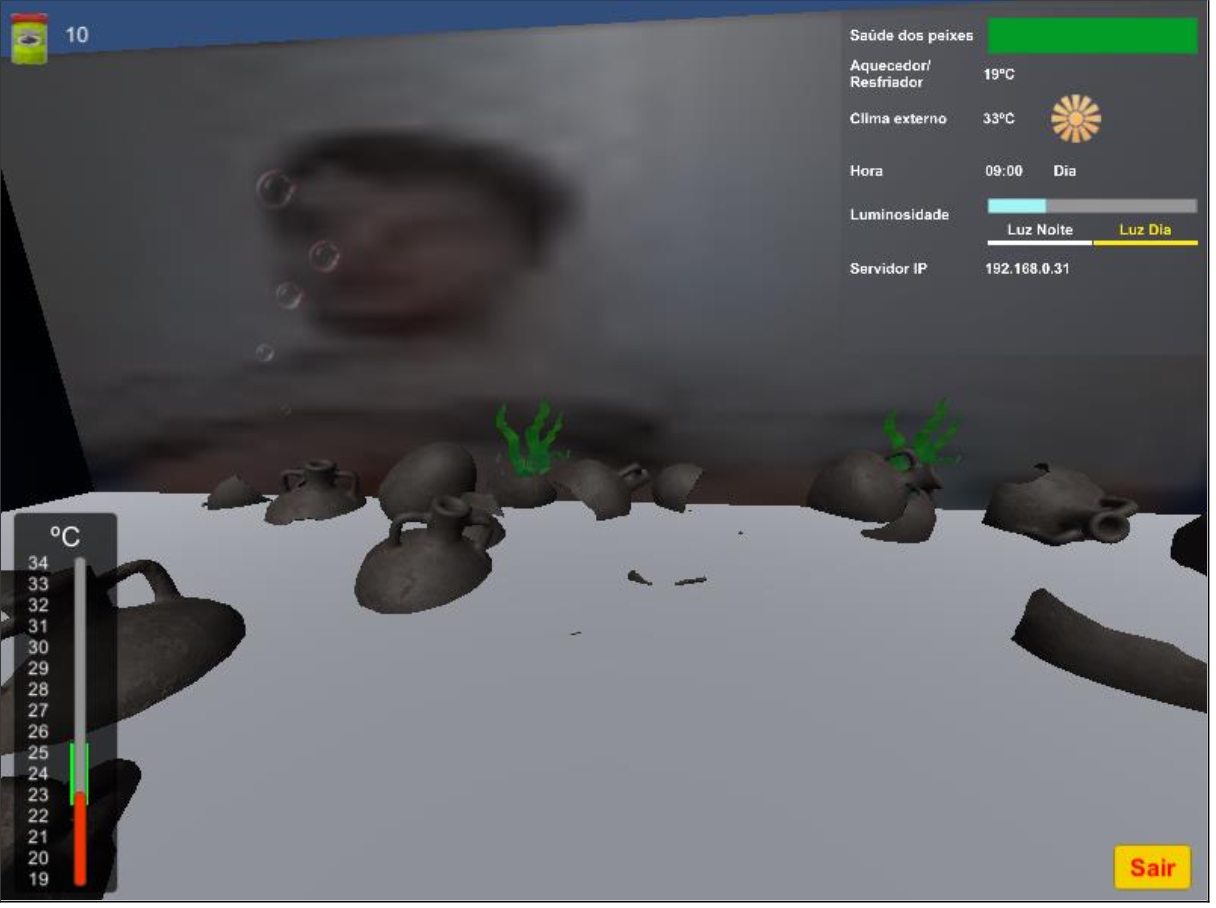 10
Saúde dos peixes
Aquecedor/
Resfriador
19ºC
Clima externo
33ºC
Hora
09:00
Dia
Luminosidade
Luz Noite
Luz Dia
Servidor IP
192.168.0.31
ºC
34
33
32
31
30
29
28
27
26
25
24
23
22
21
20
19
Sair